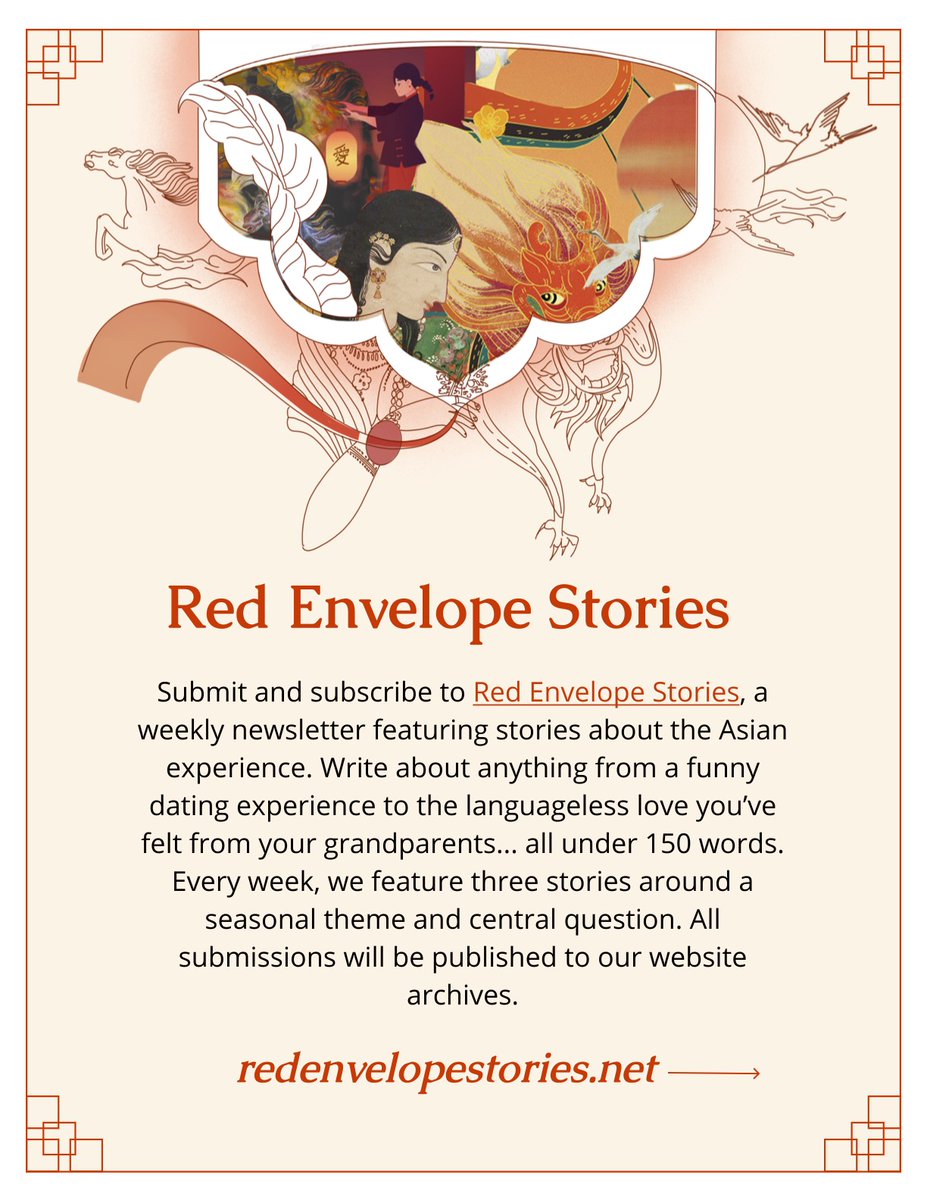 愛
Red Envelope Stories
Submit and subscribe to Red Envelope Stories, a
weekly newsletter featuring stories about the Asian
experience. Write about anything from a funny
dating experience to the languageless love you’ve
felt from your grandparents... all under 150 words.
Every week, we feature three stories around a
seasonal theme and central question. All
submissions will be published to our website
archives.
redenvelopestories.net